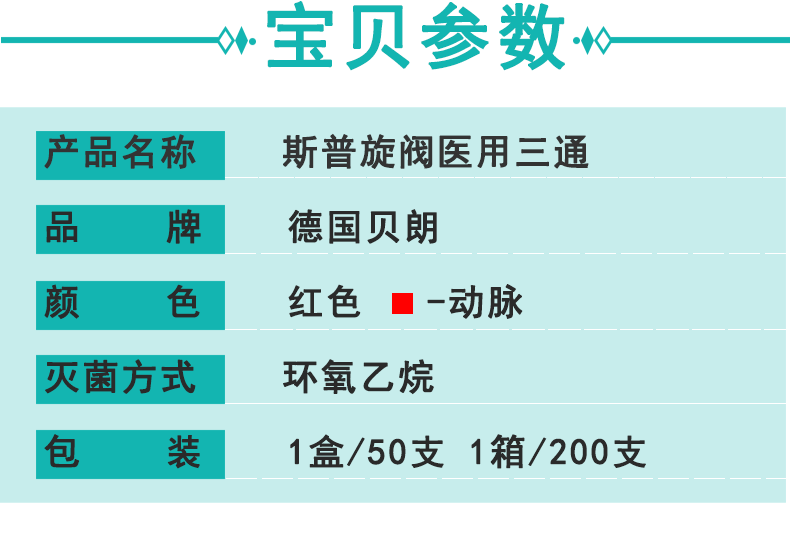 宝贝参数
产品名称 斯普旋阀医用三通
品 牌 德国贝朗
颜 色 红色 -动脉
灭菌方式 环氧乙烷
包 装 1盒/50支 1箱/200支